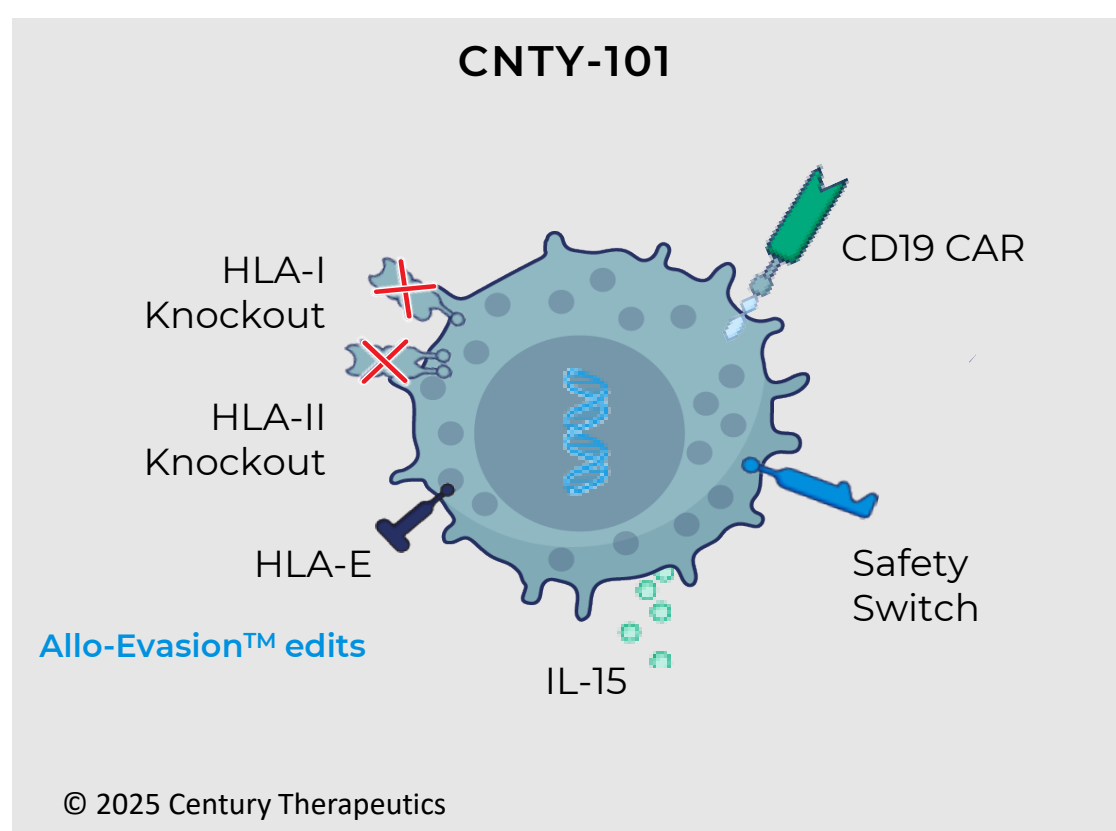 CNTY-101
HLA-I
Knockout
CD19 CAR
HLA-II
Knockout
HLA-E
Safety
Switch
Allo-Evasion™ edits
IL-15
© 2025 Century Therapeutics